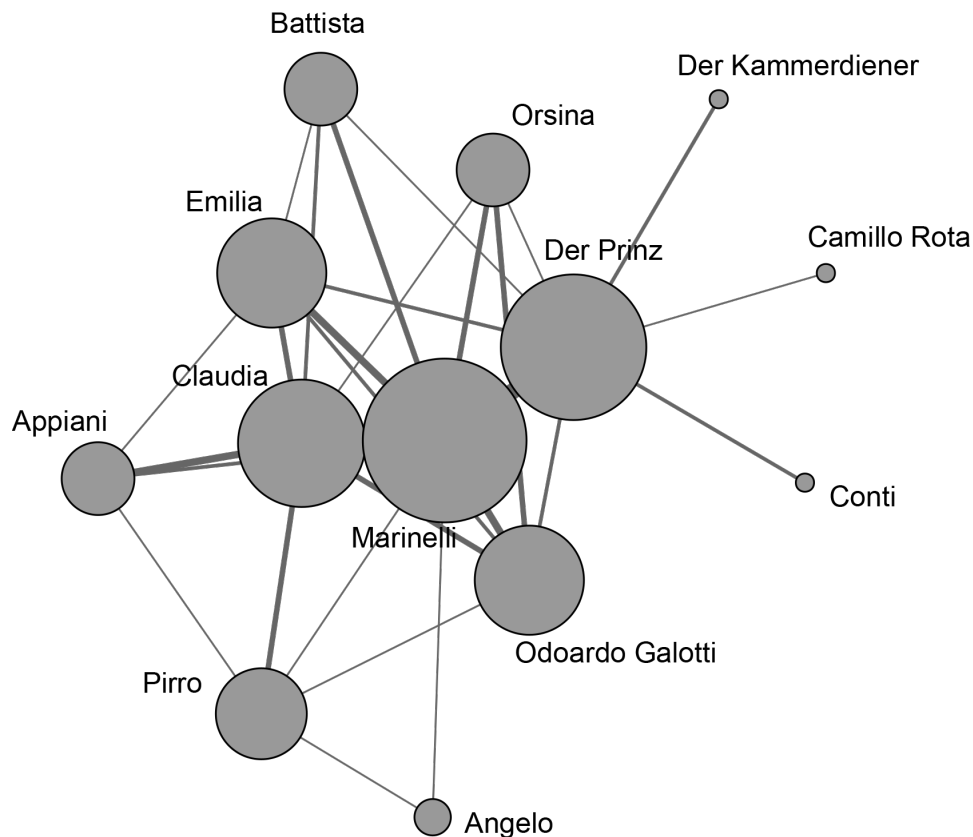 Battista
Der Kammerdiener
Orsina
Emilia
Camillo Rota
Der Prinz
Claudia
Appiani
Conti
Marinelli
Odoardo Galotti
Pirro
Angelo